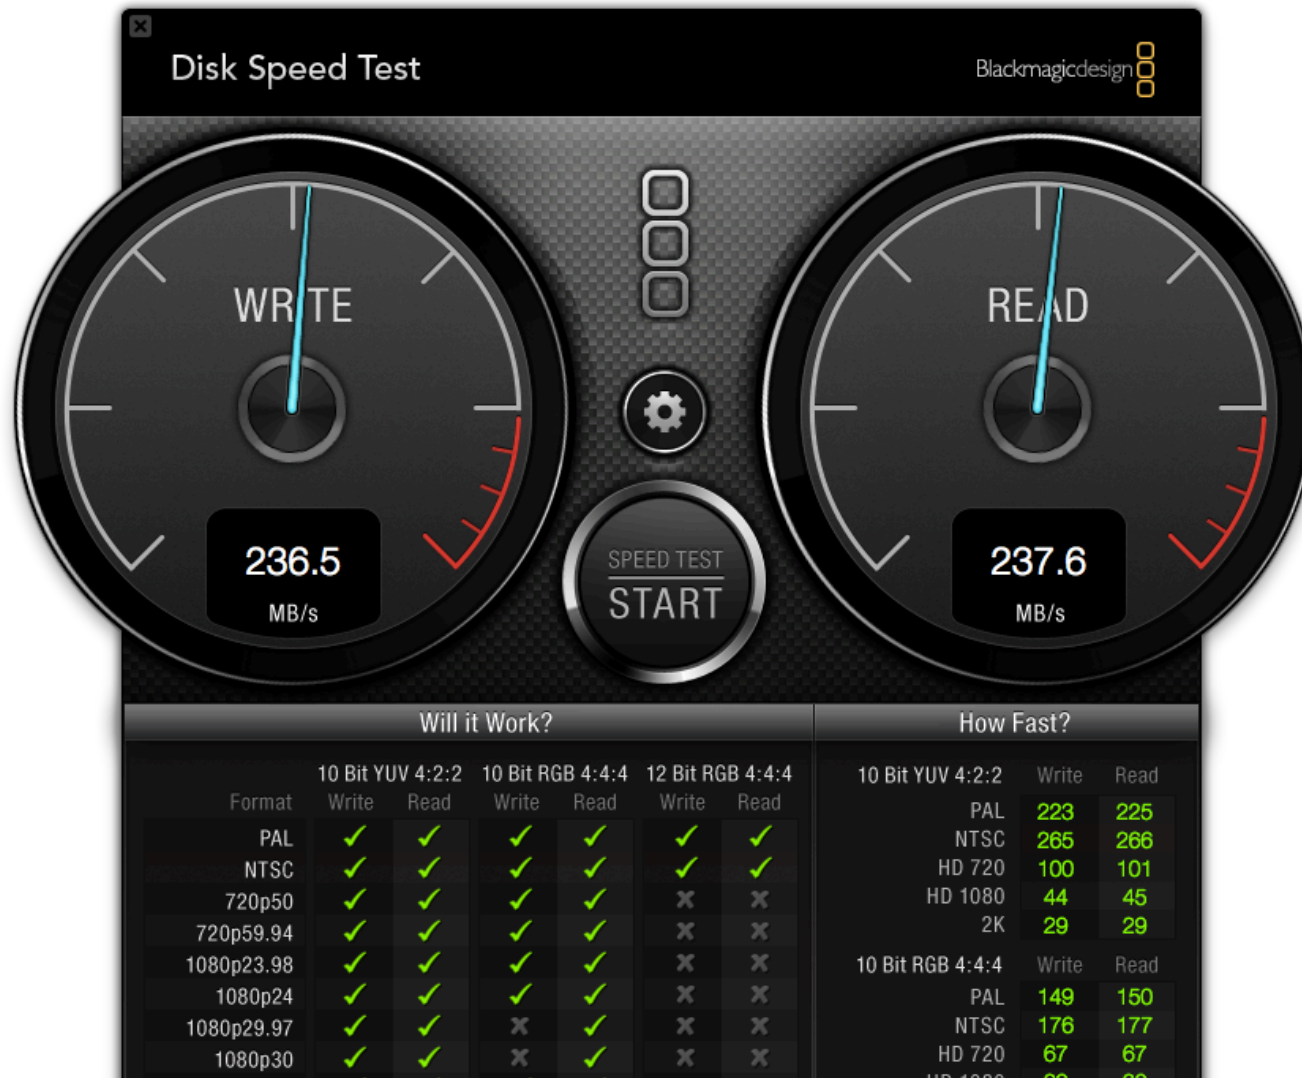 Disk Speed Test
Blackmagicdesign
WRITE
READ
236.5
MB/s
SPEED TEST
START
237.6
MB/s
Will it Work?
How Fast?
10 Bit YUV 4:2:2 10 Bit RGB 4:4:4 12 Bit RGB 4:4:4
Format Write Read Write Read Write Read
PAL
NTSC
720p50
720p59.94
1080p23.98
1080p24
1080p29.97
1080p30
10 Bit YUV 4:2:2 Write Read
PAL 223 225
NTSC 265 266
HD 720 100 101
HD 1080 44 45
2K 29 29
10 Bit RGB 4:4:4 Write Read
PAL 149 150
NTSC 176 177
HD 720 67 67